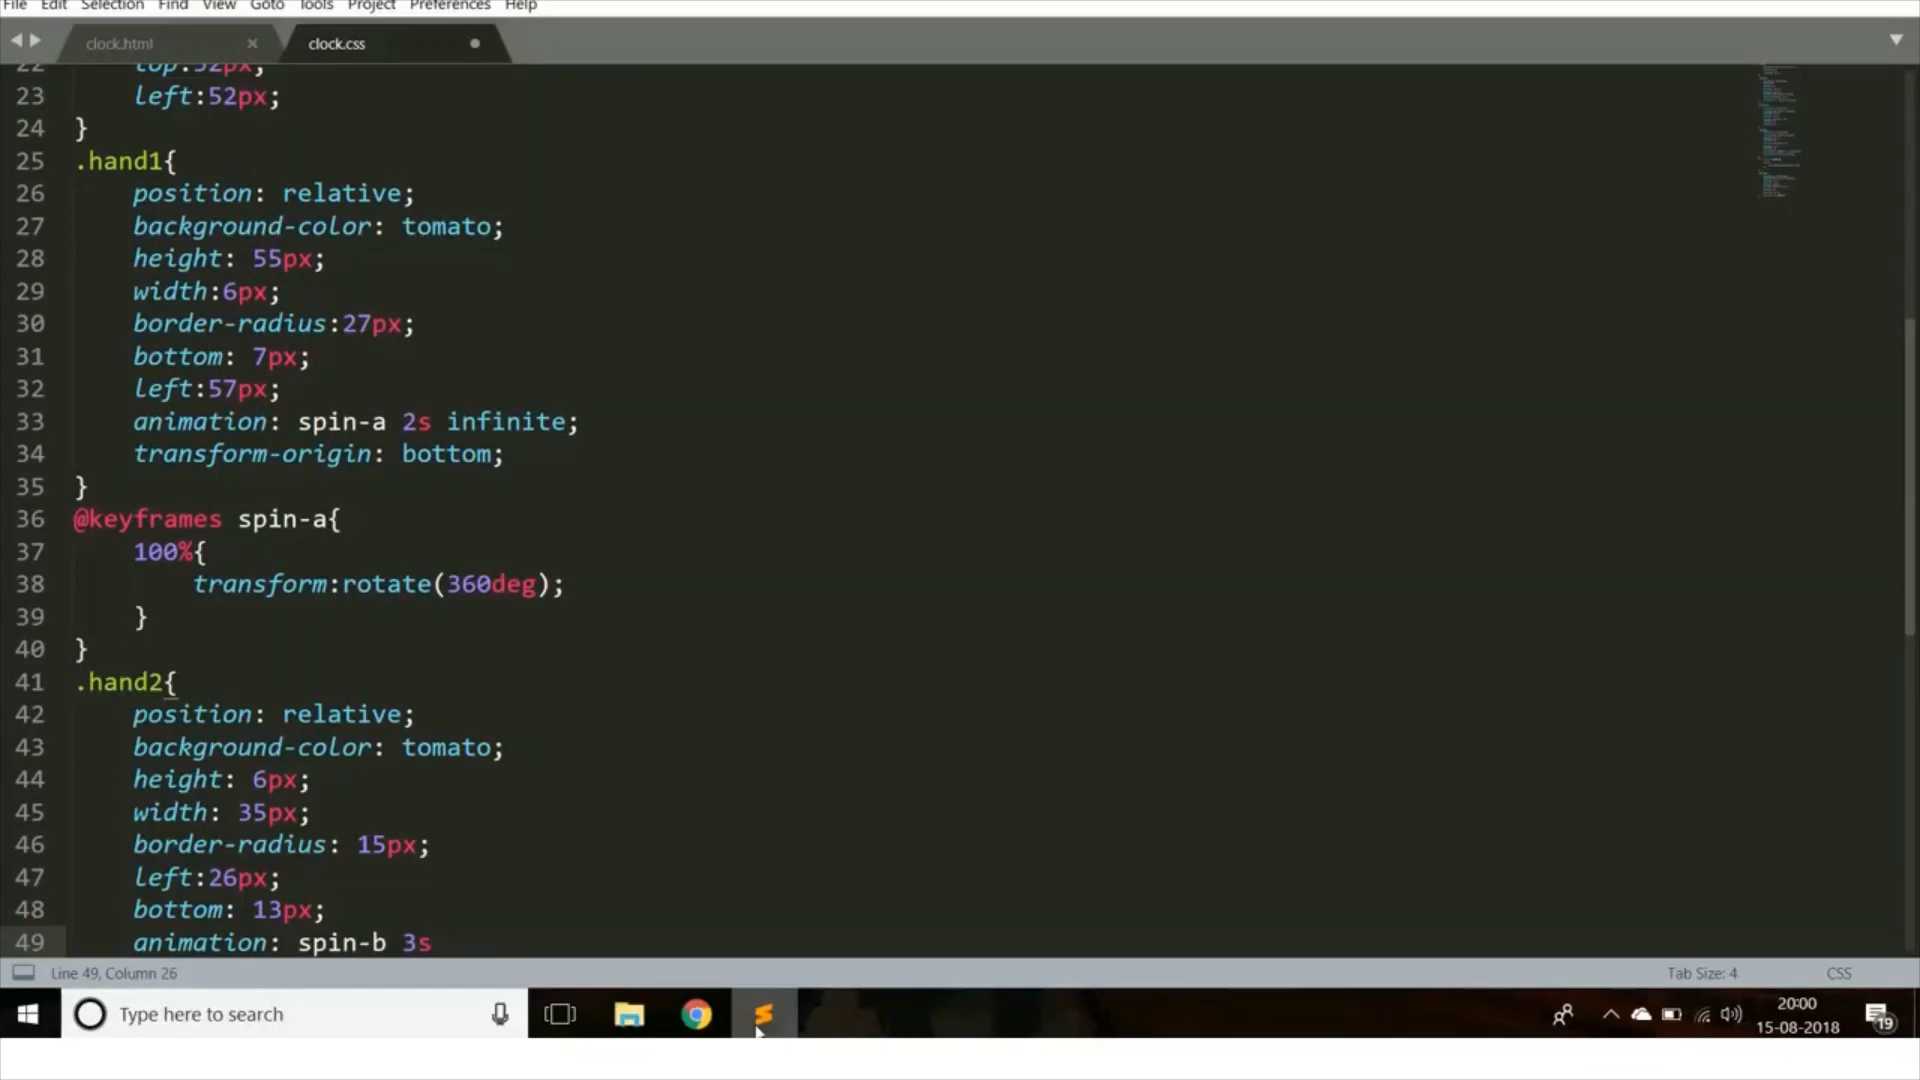 File Edit Selection Find View Goto Tools Project Preferences Help
clock.html × clock.css
22 top:52px;
23 left:52px;
24 }
25 .hand1{
26 position: relative;
27 background-color: tomato;
28 height: 55px;
29 width:6px;
30 border-radius:27px;
31 bottom: 7px;
32 left:57px;
33 animation: spin-a 2s infinite;
34 transform-origin: bottom;
35 }
36 @keyframes spin-a{
37 100%{
38 transform:rotate(360deg);
39 }
40 }
41 .hand2{
42 position: relative;
43 background-color: tomato;
44 height: 6px;
45 width: 35px;
46 border-radius: 15px;
47 left:26px;
48 bottom: 13px;
49 animation: spin-b 3s
Line 49, Column 26 Tab Size: 4 CSS
Type here to search 20:00
15-08-2018 19